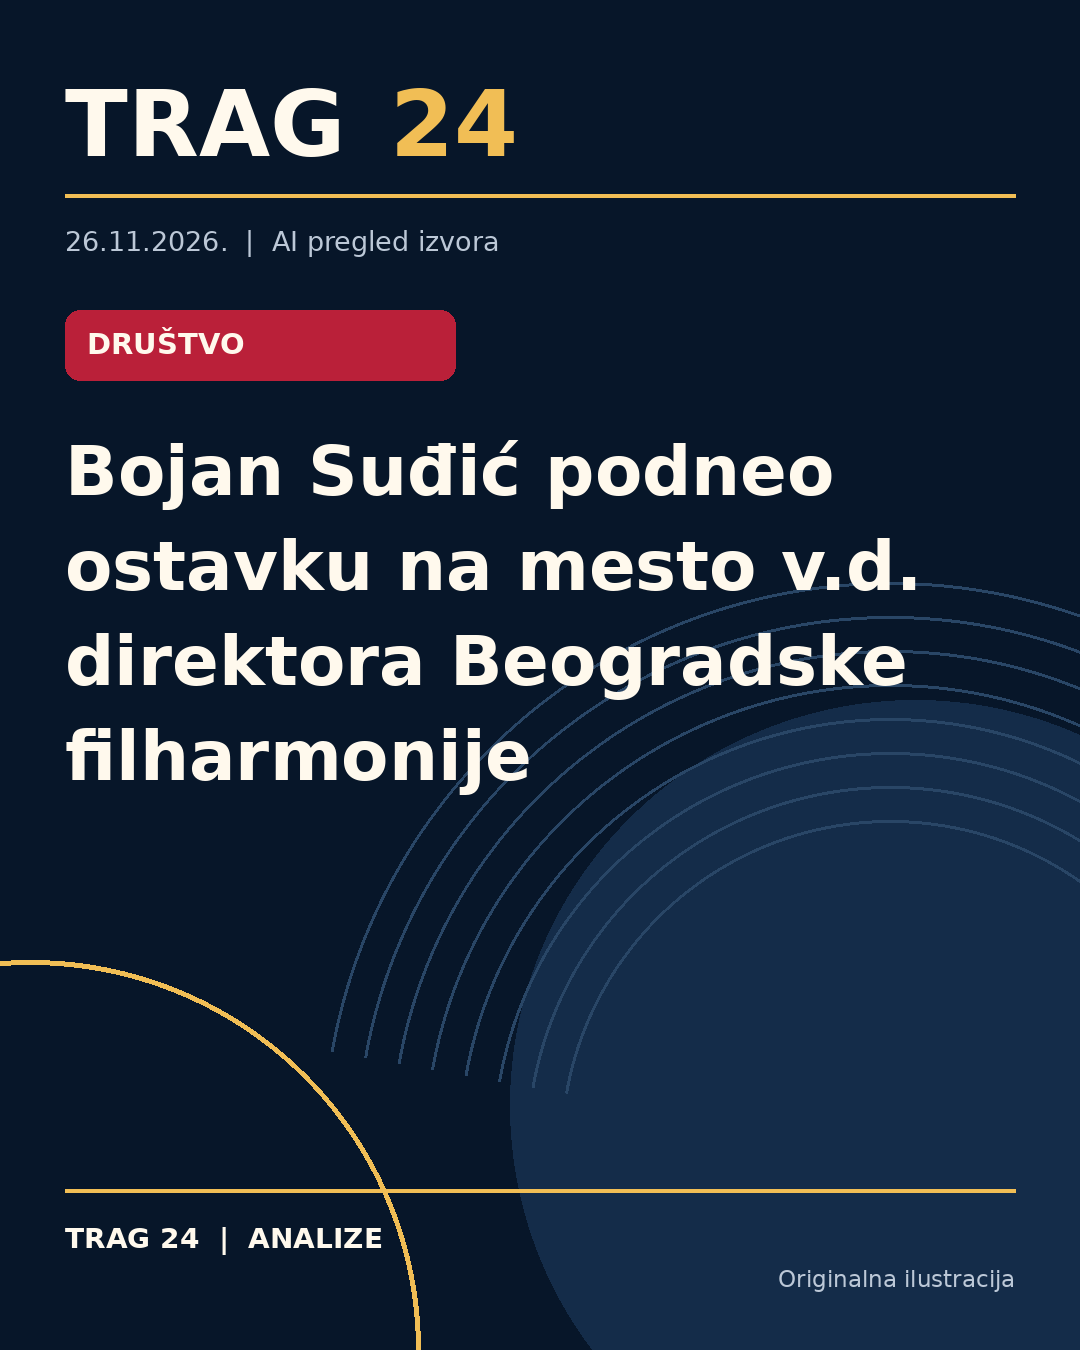 TRAG 24
26.11.2026. | AI pregled izvora
DRUŠTVO
Bojan Suđić podneo
ostavku na mesto v.d.
direktora Beogradske
filharmonije
TRAG 24 | ANALIZE
Originalna ilustracija